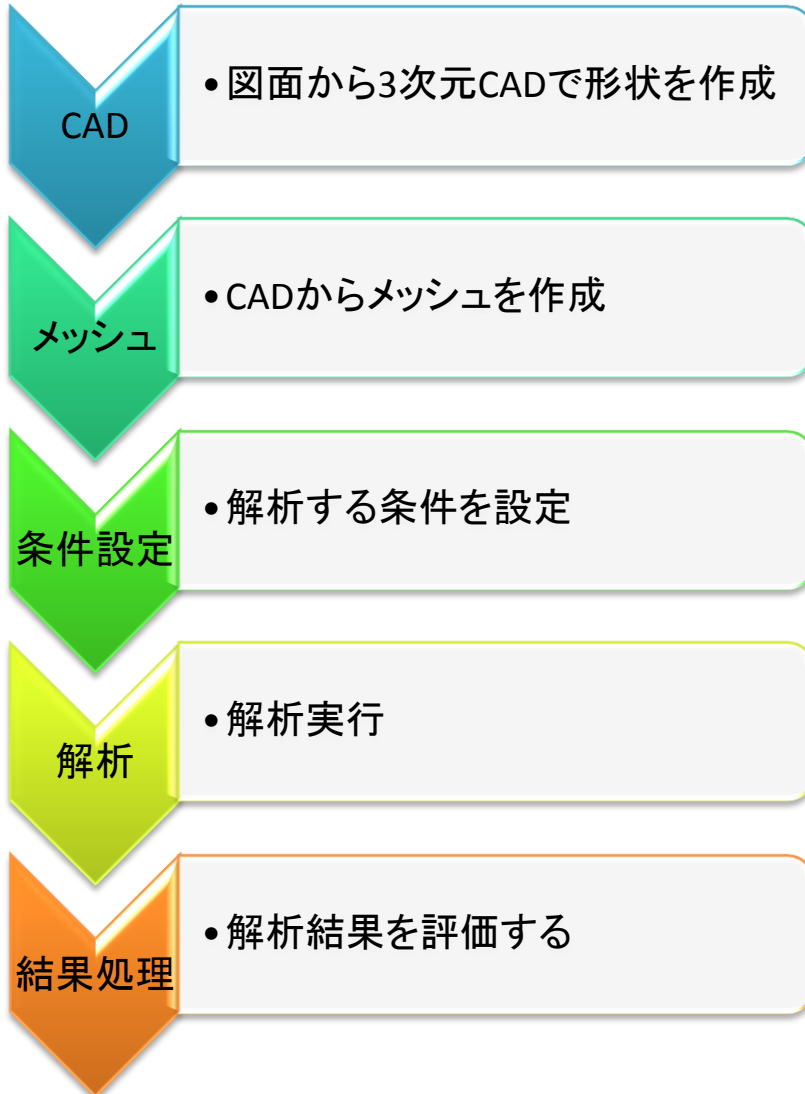 CAD
• 図面から3次元CADで形状を作成
メッシュ
• CADからメッシュを作成
条件設定
• 解析する条件を設定
解析
• 解析実行
結果処理
• 解析結果を評価する